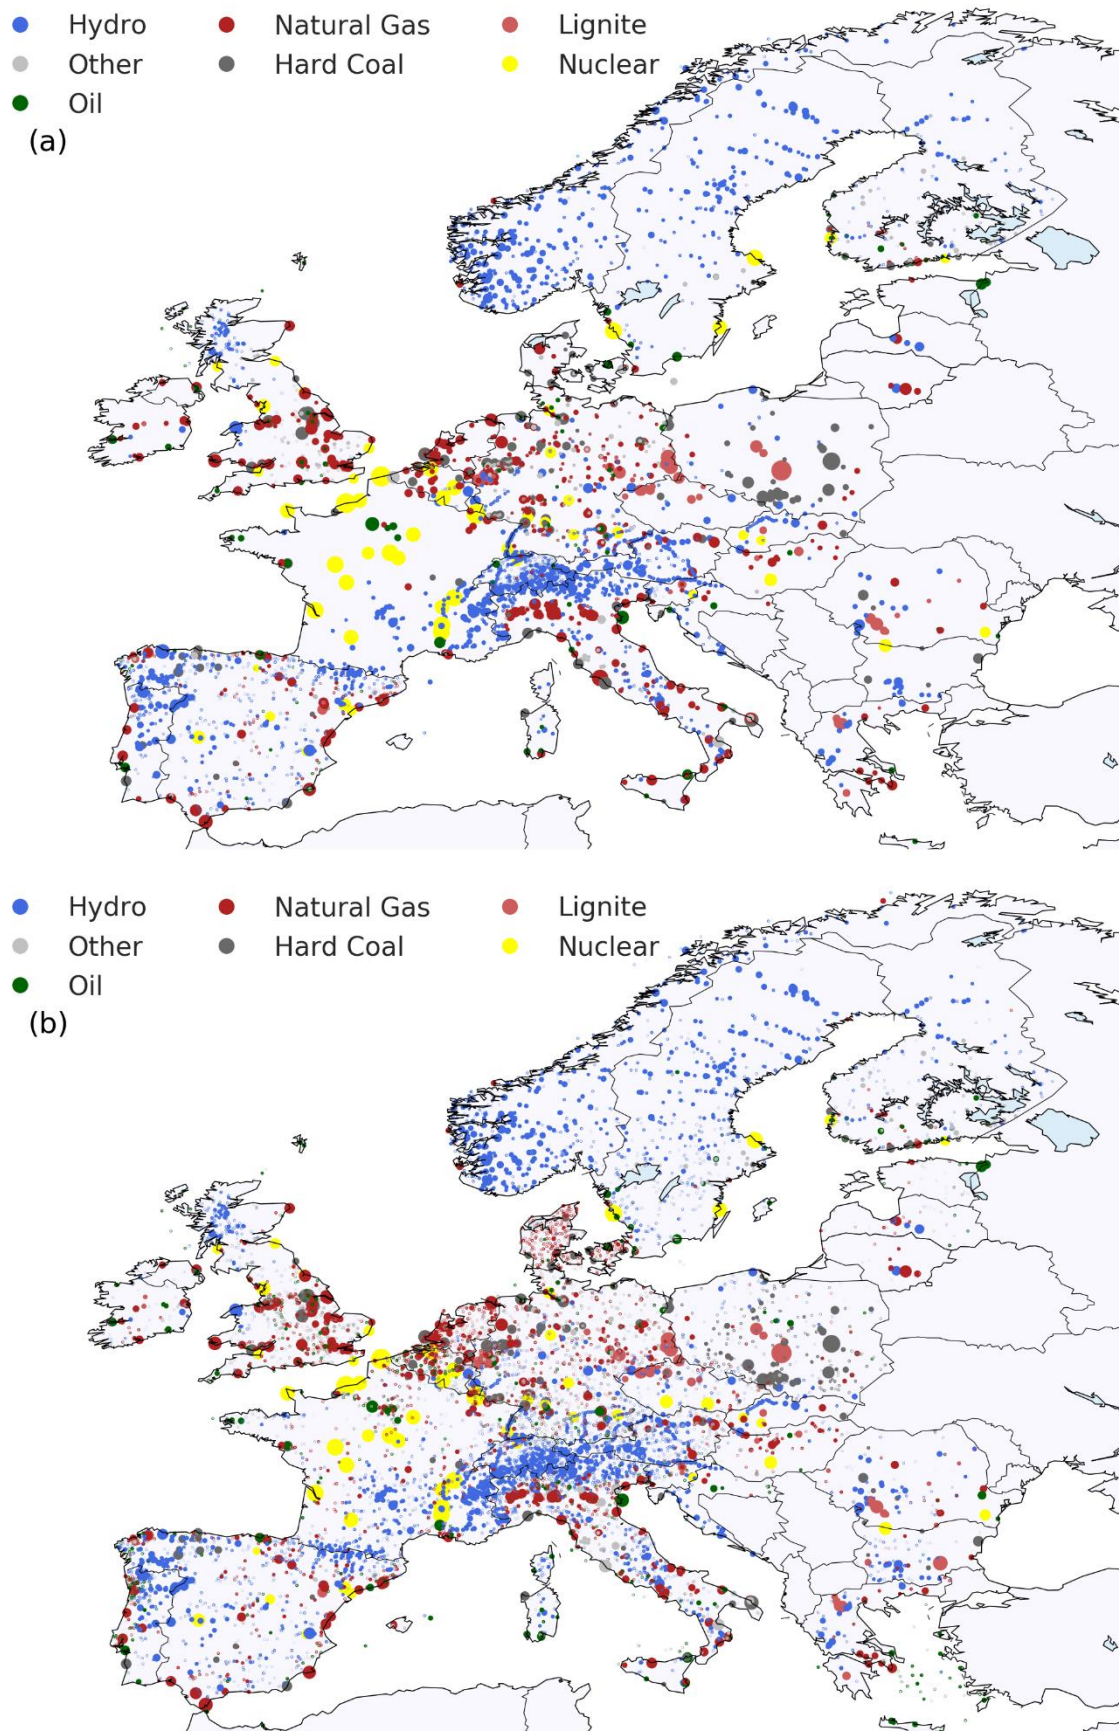 Hydro Natural Gas Lignite
Other Hard Coal Nuclear
Oil
(a)
Hydro Natural Gas Lignite
Other Hard Coal Nuclear
Oil
(b)